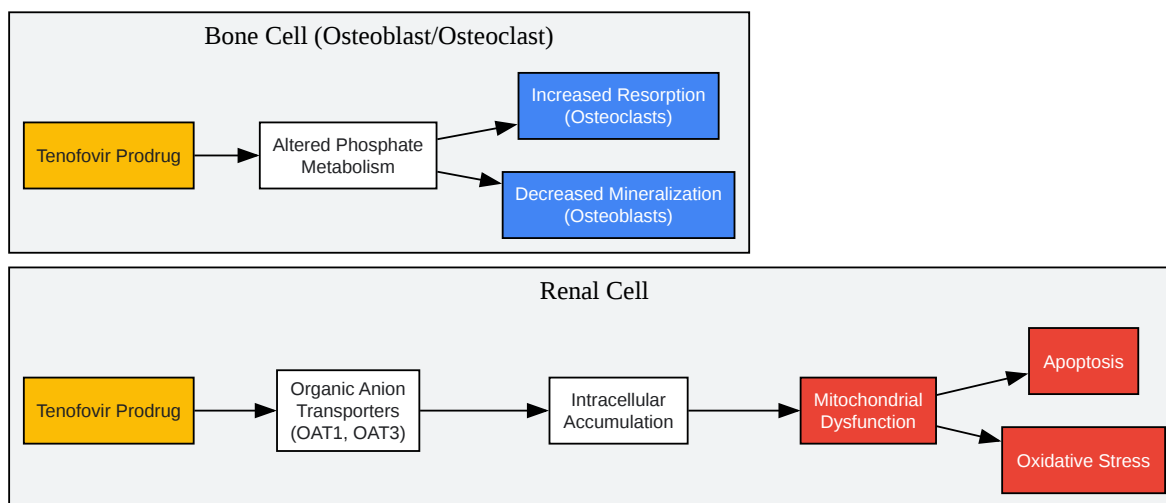 Bone Cell (Osteoblast/Osteoclast)
Increased Resorption
(Osteoclasts)
Tenofovir Prodrug
Altered Phosphate
Metabolism
Decreased Mineralization
(Osteoblasts)
Renal Cell
Apoptosis
Tenofovir Prodrug
Organic Anion
Transporters
(OAT1, OAT3)
Intracellular
Accumulation
Mitochondrial
Dysfunction
Oxidative Stress